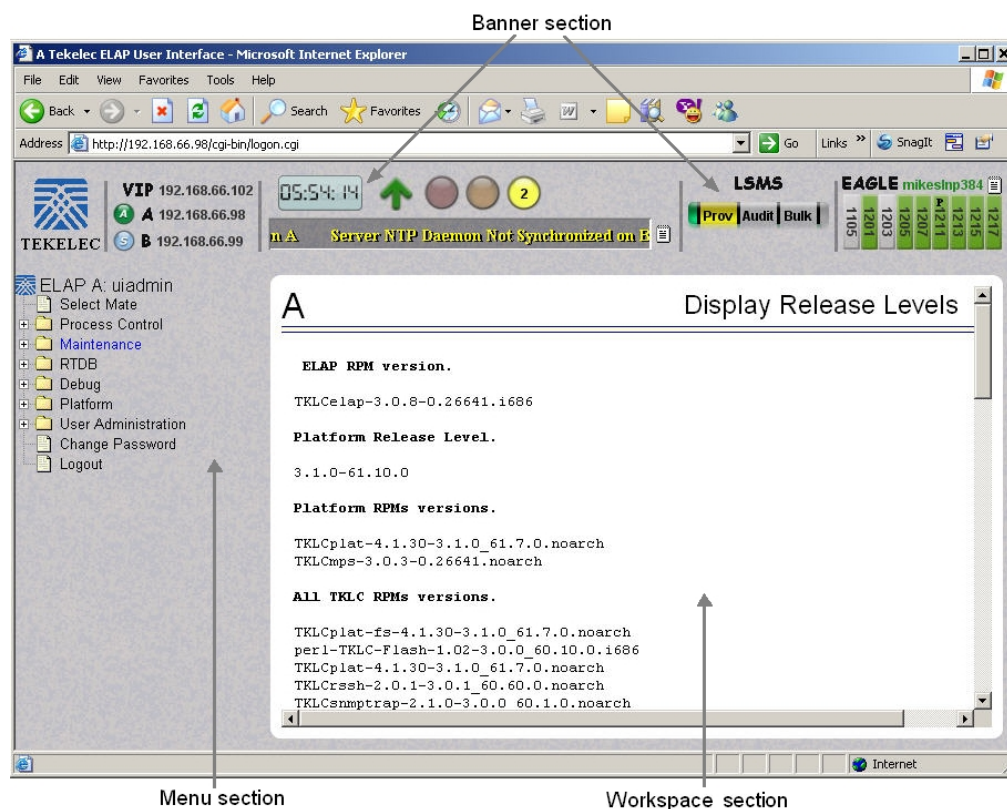 Banner section
A Tekelec ELAP User Interface - Microsoft Internet Explorer
File Edit View Favorites Tools Help
Back Search Favorites
Address http://192.168.66.98/cgi-bin/logon.cgi Go Links » SnagIt
TEKELEC
VIP 192.168.66.102
A A 192.168.66.98
S B 192.168.66.99
05:54:14
2
n A Server NTP Daemon Not Synchronized on B
LSMS
Prov Audit Bulk
EAGLE mikeslnp384
P
1105 1201 1203 1205 1207 1211 1213 1215 1217
ELAP A: uiadmin
Select Mate
Process Control
Maintenance
RTDB
Debug
Platform
User Administration
Change Password
Logout
A Display Release Levels
ELAP RPM version.
TKLCelap-3.0.8-0.26641.i686
Platform Release Level.
3.1.0-61.10.0
Platform RPMs versions.
TKLCplat-4.1.30-3.1.0_61.7.0.noarch
TKLCmps-3.0.3-0.26641.noarch
All TKLC RPMs versions.
TKLCplat-fs-4.1.30-3.1.0_61.7.0.noarch
perl-TKLC-Flash-1.02-3.0.0_60.10.0.i686
TKLCplat-4.1.30-3.1.0_61.7.0.noarch
TKLCrssh-2.0.1-3.0.1_60.60.0.noarch
TKLCsnmptrap-2.1.0-3.0.0_60.1.0.noarch
Internet
Menu section
Workspace section